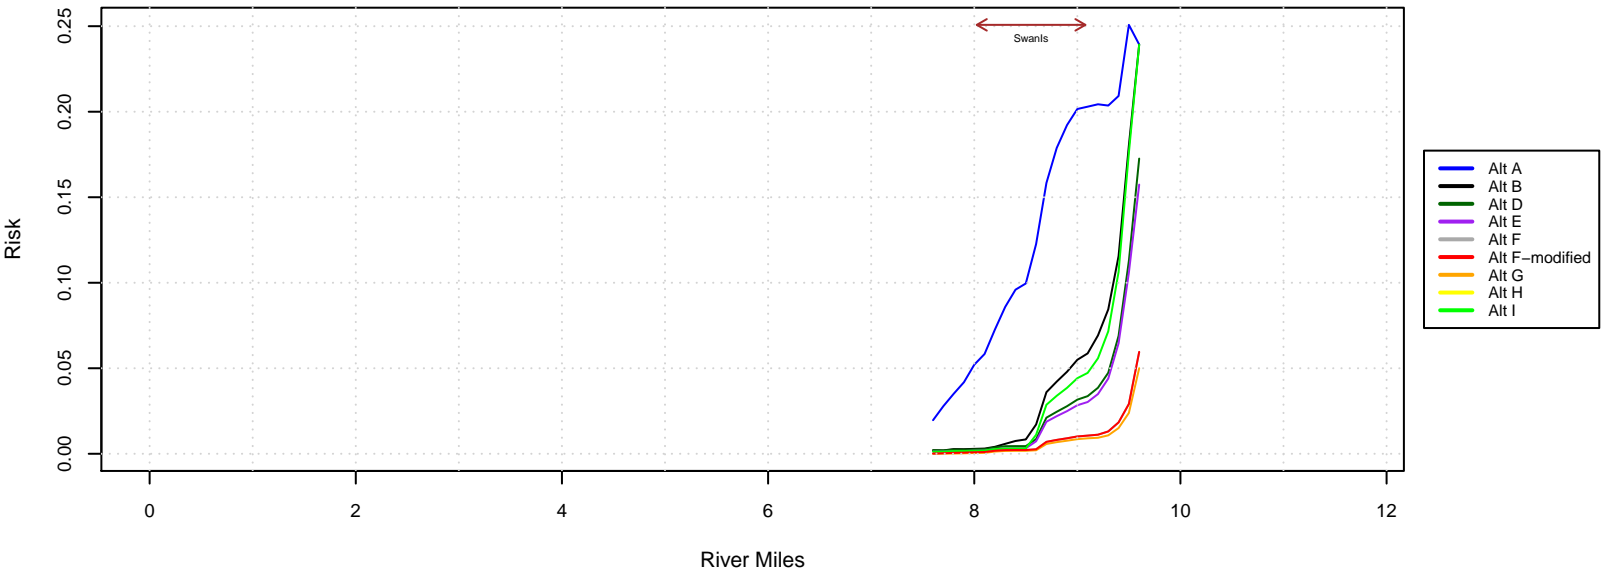 0.25
0.20
0.15
0.10
0.05
0.00
Risk
SwanIs
0 2 4 6 8 10 12
River Miles
Alt A
Alt B
Alt D
Alt E
Alt F
Alt F−modified
Alt G
Alt H
Alt I